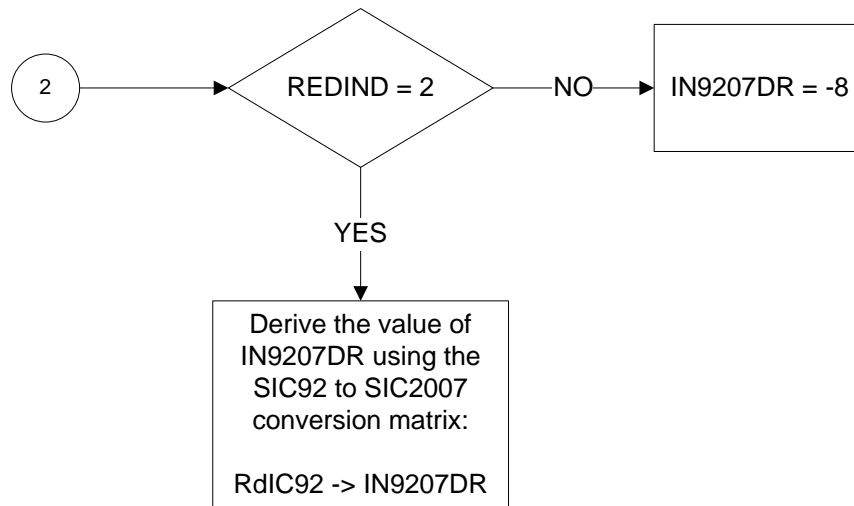 2
REDIND = 2
NO
IN9207DR = -8
YES
Derive the value of
IN9207DR using the
SIC92 to SIC2007
conversion matrix:
RdIC92 -> IN9207DR